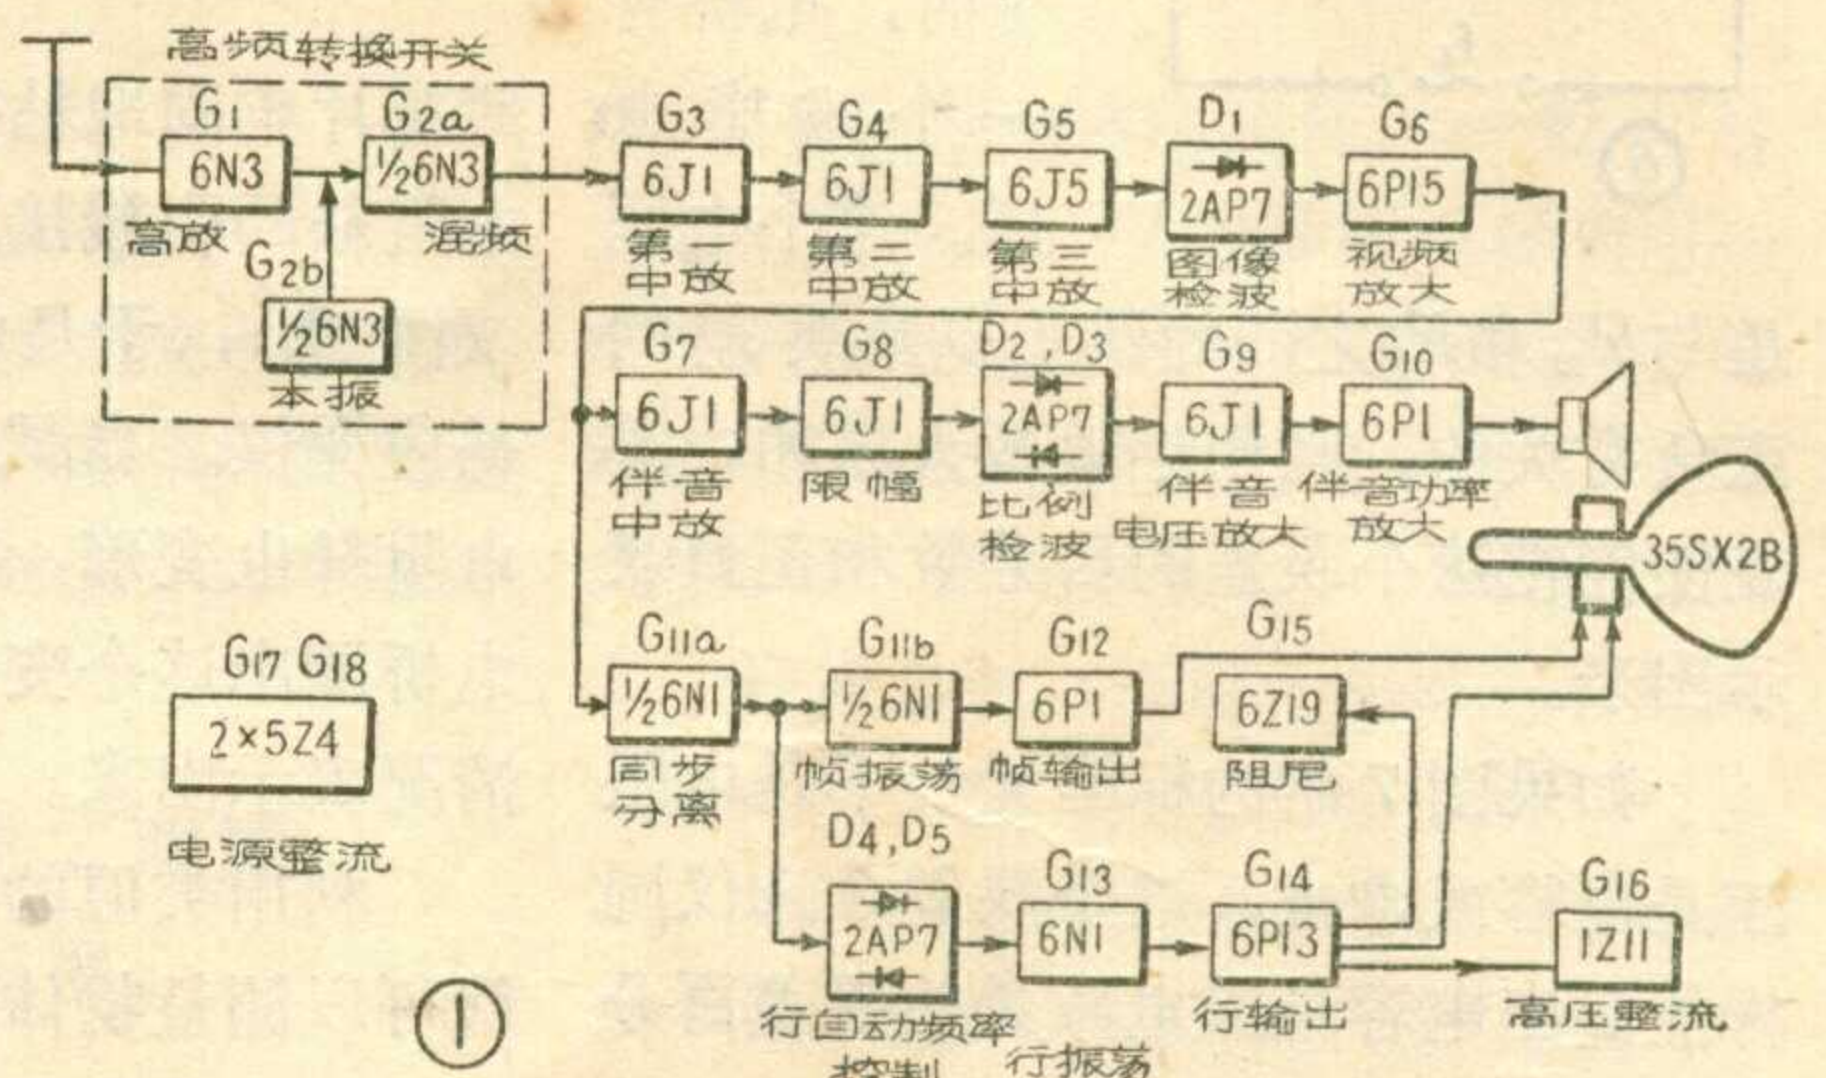 高频转换开关
G1
G2a
6N3
½6N3
高放
混频
G2b
½6N3
本振
G3
G4
G5
D1
G6
6J1
6J1
6J5
2AP7
6P15
第一
中放
第二
中放
第三
中放
图像
检波
视频
放大
G7
G8
D2,D3
G9
G10
6J1
6J1
2AP7
6J1
6P1
伴音
中放
限幅
比例
检波
伴音
电压放大
伴音功率
放大
35SX2B
G11a
G11b
G12
G15
½6N1
½6N1
6P1
6Z19
同步
分离
帧振荡
帧输出
阻尼
G17 G18
2×5Z4
电源整流
D4,D5
G13
G14
G16
2AP7
6N1
6P13
1Z11
行自动频率
控制
行振荡
行输出
高压整流
①